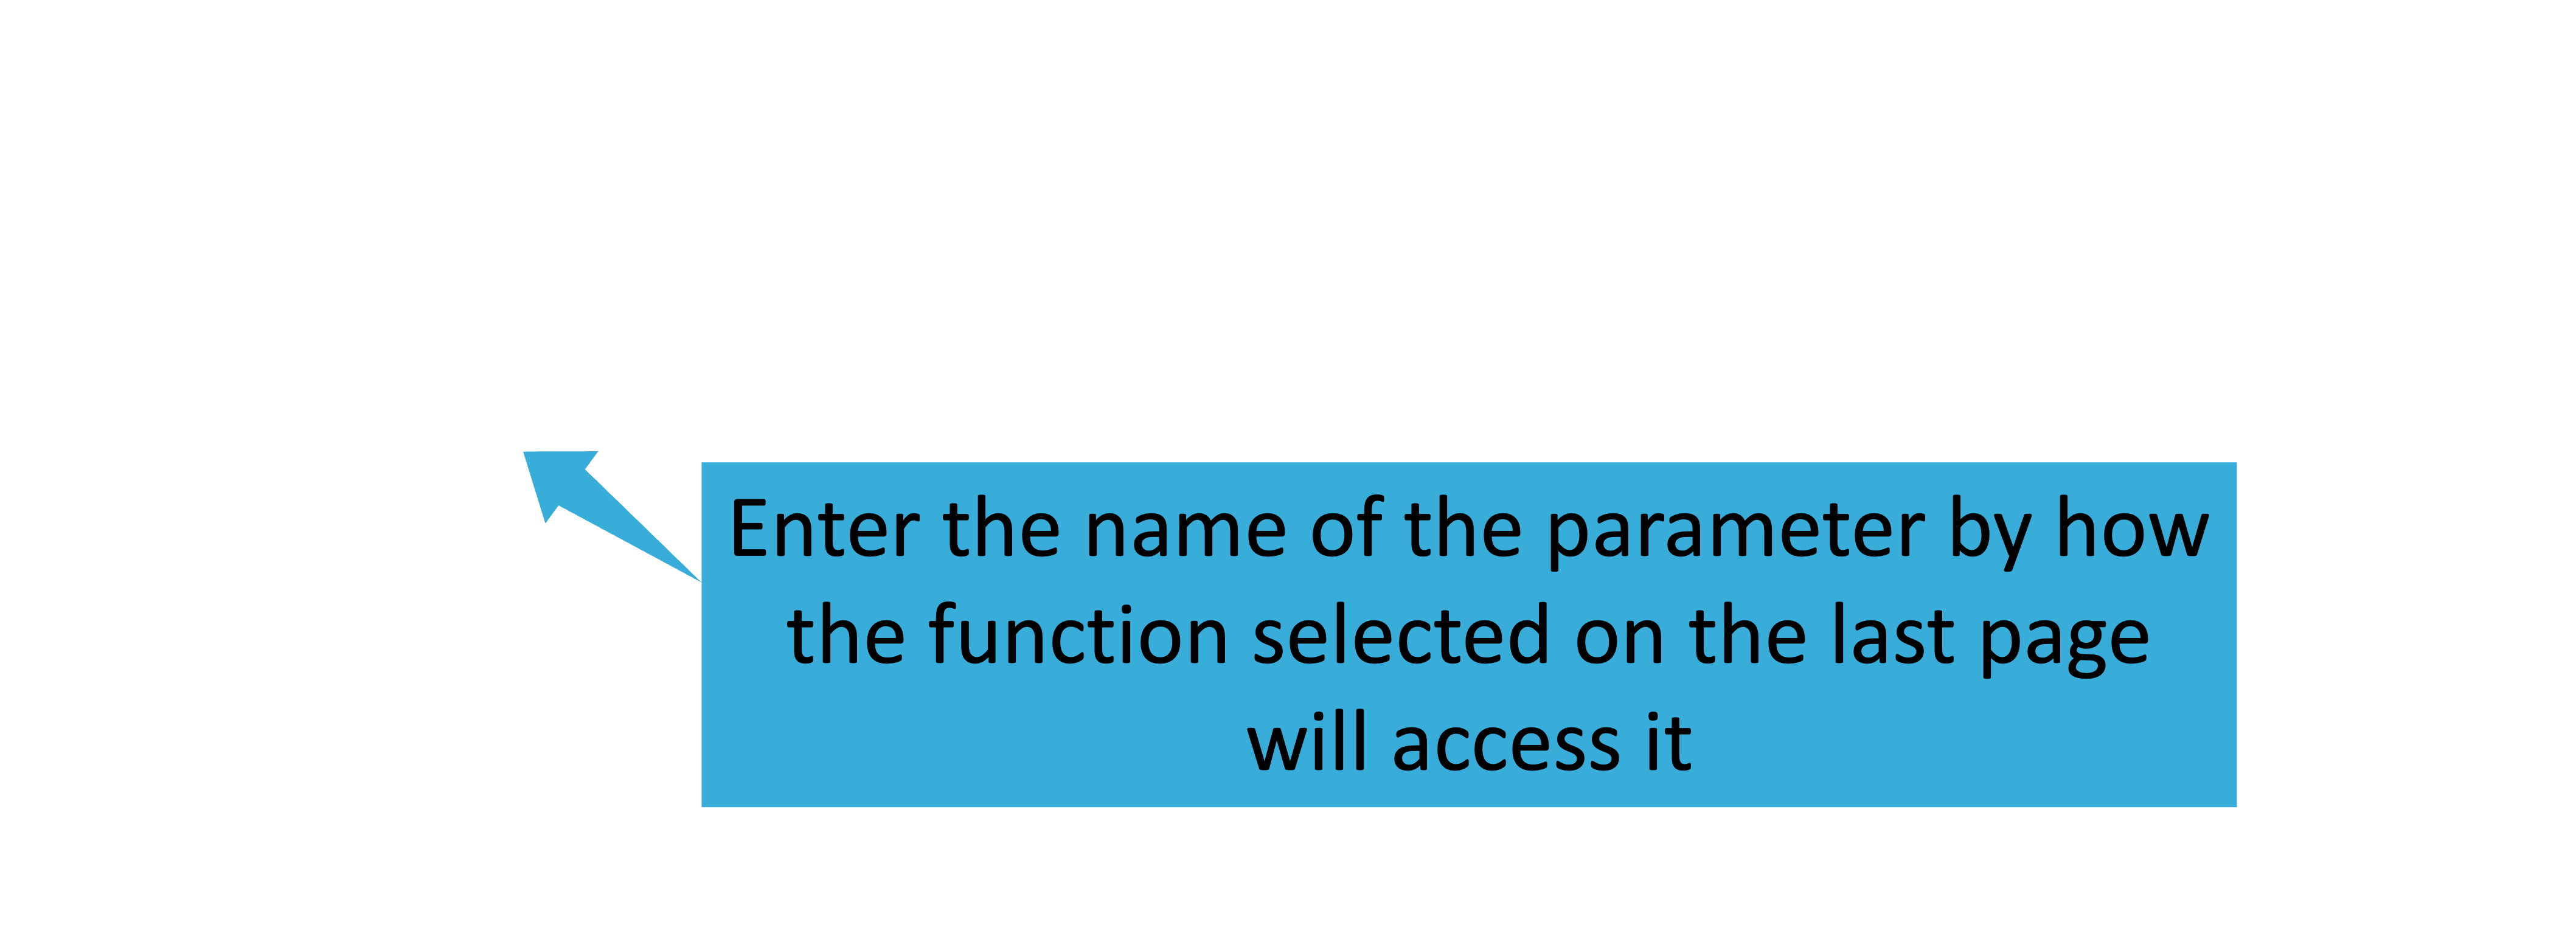 Enter the name of the parameter by how
the function selected on the last page
will access it